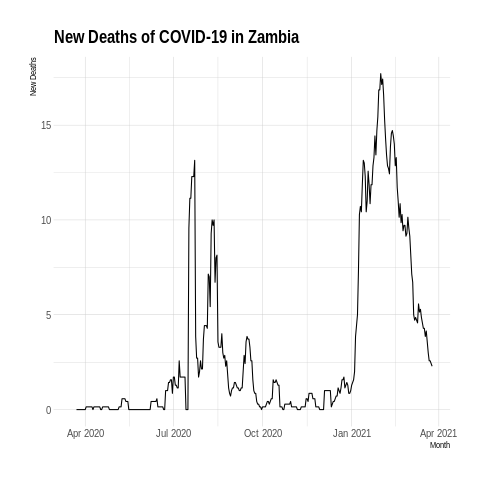 New Deaths of COVID-19 in Zambia
New Deaths
15
10
5
0
Apr 2020 Jul 2020 Oct 2020 Jan 2021 Apr 2021
Month